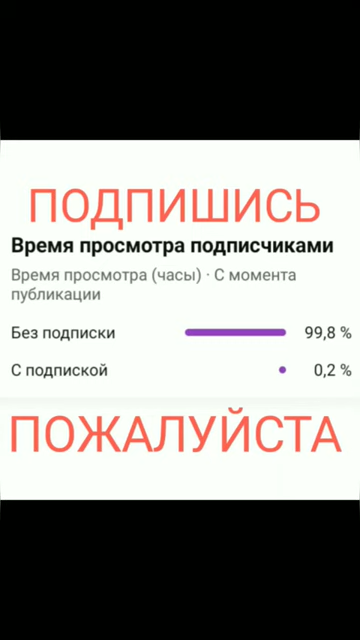 ПОДПИШИСЬ
Время просмотра подписчиками
Время просмотра (часы) · С момента
публикации
Без подписки 99,8 %
С подпиской 0,2 %
ПОЖАЛУЙСТА